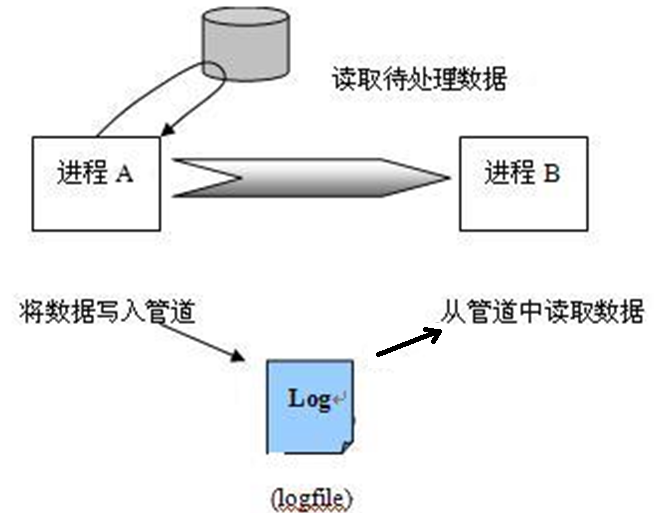 读取待处理数据
进程 A
进程 B
将数据写入管道
从管道中读取数据
Log↵
(logfile)